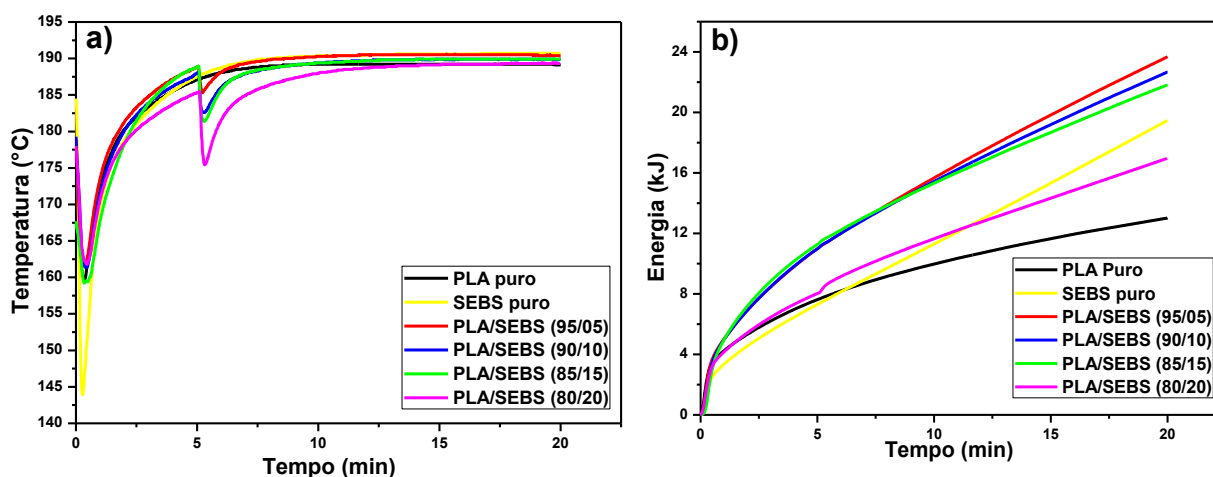 a)
195
190
185
180
175
170
165
160
155
150
145
140
Temperatura (°C)
0
5
10
15
20
Tempo (min)
PLA puro
SEBS puro
PLA/SEBS (95/05)
PLA/SEBS (90/10)
PLA/SEBS (85/15)
PLA/SEBS (80/20)
b)
24
20
16
12
8
4
0
Energia (kJ)
0
5
10
15
20
Tempo (min)
PLA Puro
SEBS puro
PLA/SEBS (95/05)
PLA/SEBS (90/10)
PLA/SEBS (85/15)
PLA/SEBS (80/20)